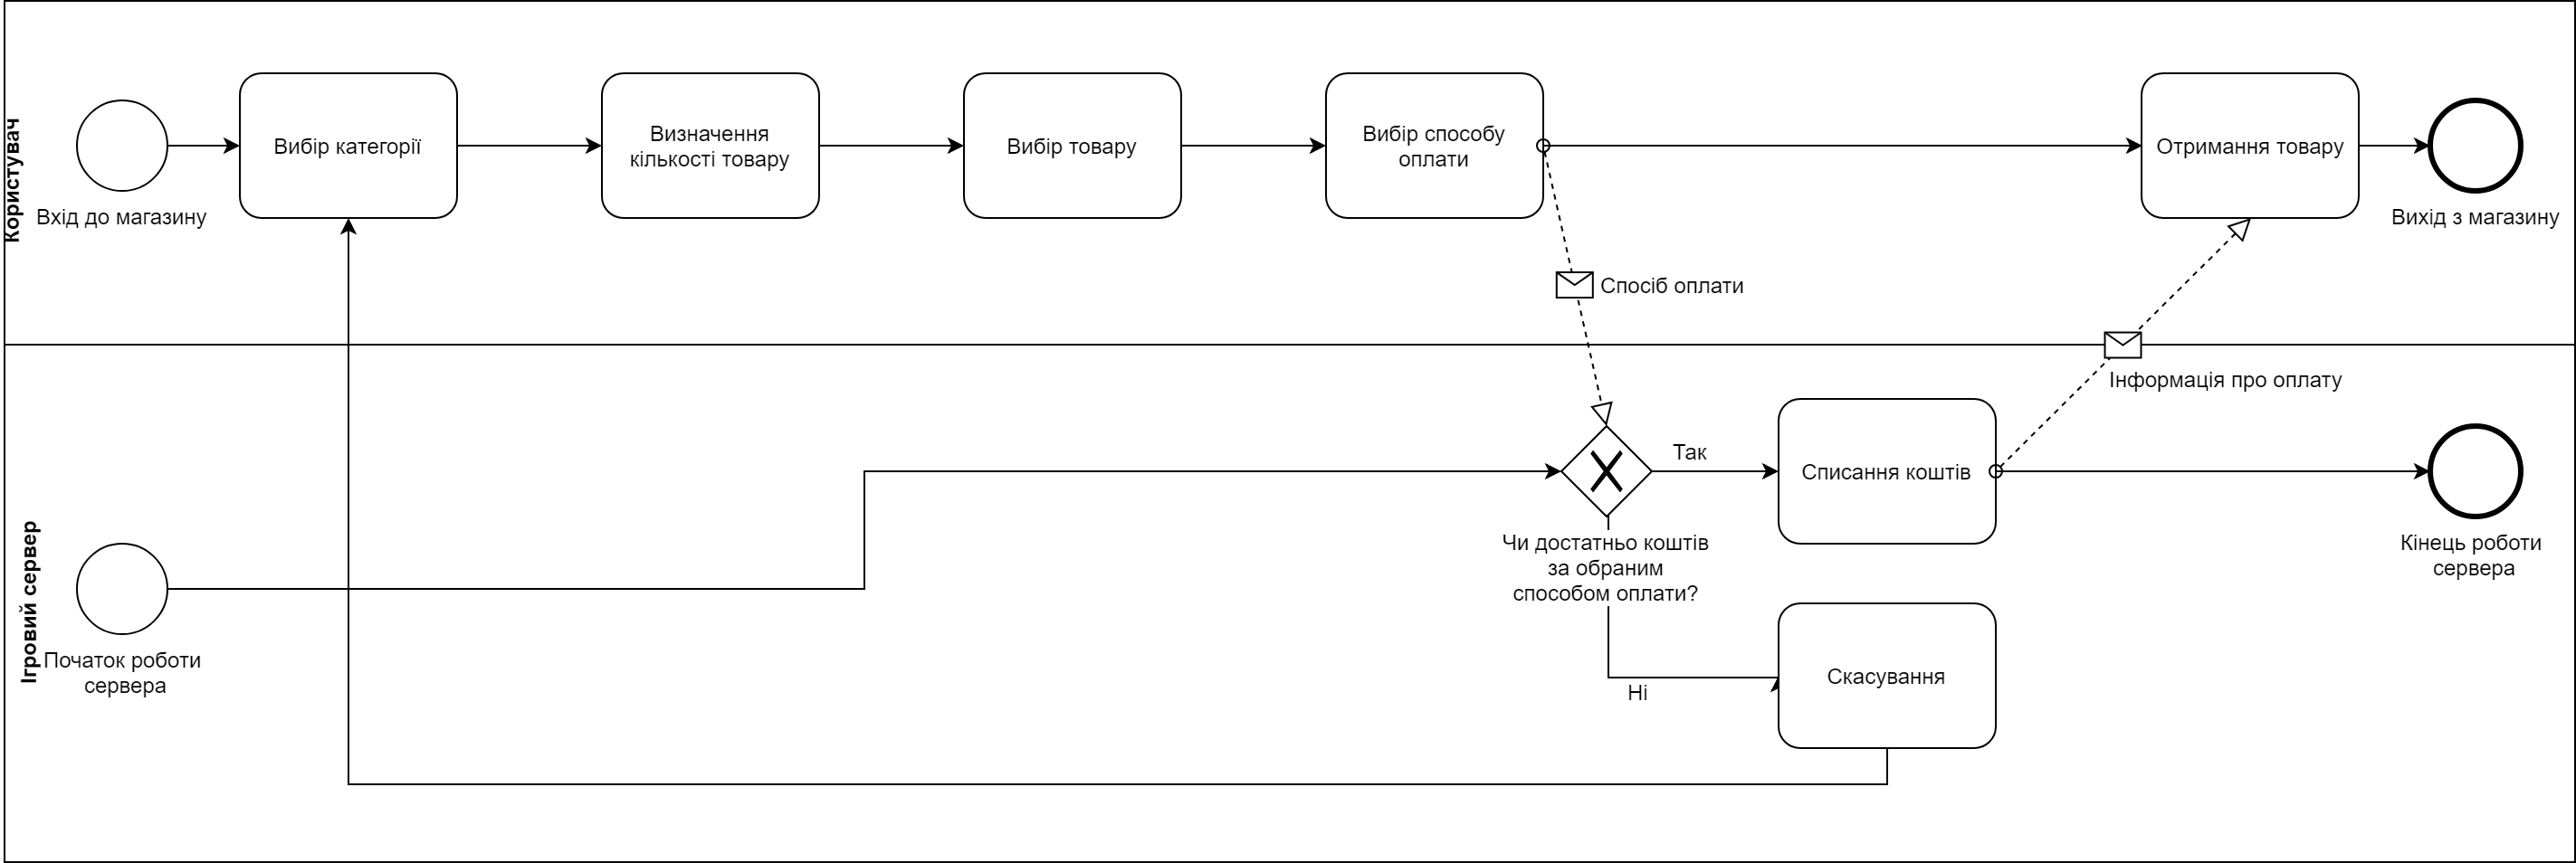 Користувач
Вхід до магазину
Вибір категорії
Визначення
кількості товару
Вибір товару
Вибір способу
оплати
Отримання товару
Вихід з магазину
Спосіб оплати
Інформація про оплату
Ігровий сервер
Початок роботи
сервера
Чи достатньо коштів
за обраним
способом оплати?
Так
Списання коштів
Кінець роботи
сервера
Ні
Скасування